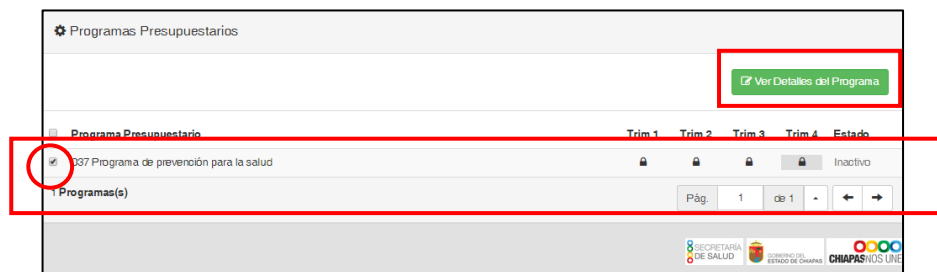 Programas Presupuestarios
Ver Detalles del Programa
Programa Presupuestario Trim 1 Trim 2 Trim 3 Trim 4 Estado
037 Programa de prevención para la salud Inactivo
1 Programas(s) Pág. 1 de 1
SECRETARÍA DE SALUD
GOBIERNO DEL ESTADO DE CHIAPAS
CHIAPASNOS UNE